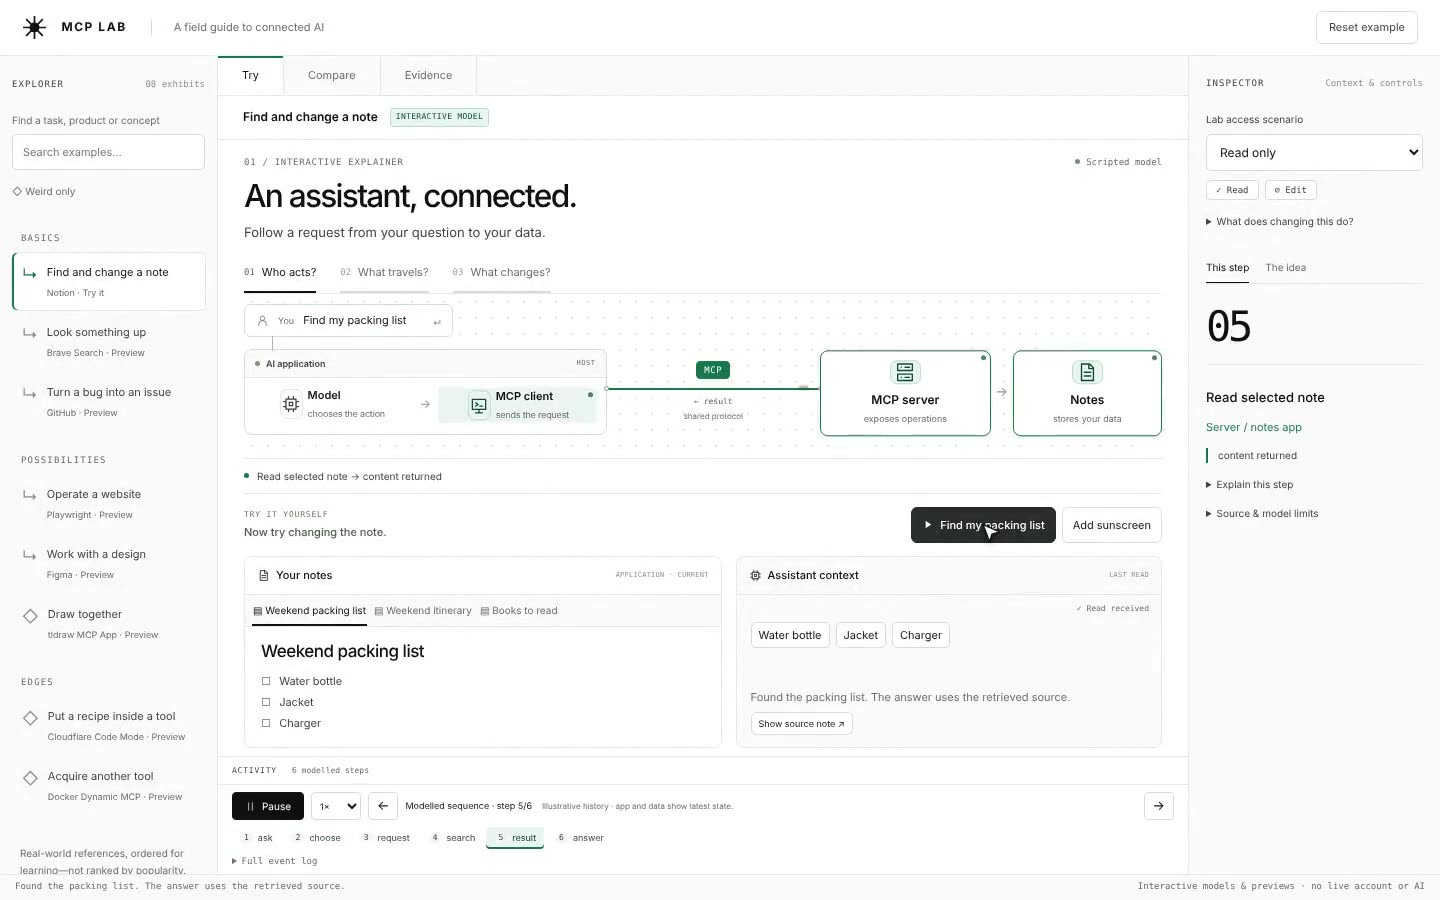 MCP LAB
A field guide to connected AI
Reset example
EXPLORER
08 exhibits
Find a task, product or concept
Search examples...
Weird only
BASICS
Find and change a note
Notion · Try it
Look something up
Brave Search · Preview
Turn a bug into an issue
GitHub · Preview
POSSIBILITIES
Operate a website
Playwright · Preview
Work with a design
Figma · Preview
Draw together
tldraw MCP App · Preview
EDGES
Put a recipe inside a tool
Cloudflare Code Mode · Preview
Acquire another tool
Docker Dynamic MCP · Preview
Real-world references, ordered for
learning—not ranked by popularity.
Try
Compare
Evidence
Find and change a note
INTERACTIVE MODEL
01 / INTERACTIVE EXPLAINER
Scripted model
An assistant, connected.
Follow a request from your question to your data.
01 Who acts?
02 What travels?
03 What changes?
You Find my packing list ↵
AI application
HOST
Model
chooses the action
→
MCP client
sends the request
MCP
← result
shared protocol
MCP server
exposes operations
→
Notes
stores your data
Read selected note → content returned
TRY IT YOURSELF
Now try changing the note.
Find my packing list
Add sunscreen
Your notes
APPLICATION · CURRENT
Weekend packing list
Weekend itinerary
Books to read
Weekend packing list
Water bottle
Jacket
Charger
Assistant context
LAST READ
✓ Read received
Water bottle
Jacket
Charger
Found the packing list. The answer uses the retrieved source.
Show source note ↗
ACTIVITY
6 modelled steps
Pause
1×
←
Modelled sequence · step 5/6
Illustrative history · app and data show latest state.
→
1 ask
2 choose
3 request
4 search
5 result
6 answer
Full event log
INSPECTOR
Context & controls
Lab access scenario
Read only
✓ Read
⊘ Edit
What does changing this do?
This step
The idea
05
Read selected note
Server / notes app
content returned
Explain this step
Source & model limits
Found the packing list. The answer uses the retrieved source.
Interactive models & previews · no live account or AI